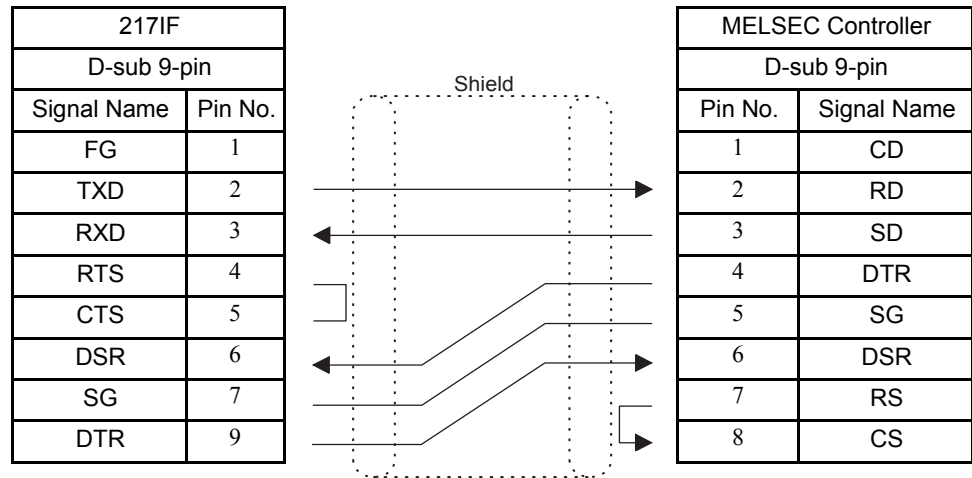 217IF
D-sub 9-pin
Signal Name Pin No.
FG 1
TXD 2
RXD 3
RTS 4
CTS 5
DSR 6
SG 7
DTR 9
Shield
MELSEC Controller
D-sub 9-pin
Pin No. Signal Name
1 CD
2 RD
3 SD
4 DTR
5 SG
6 DSR
7 RS
8 CS